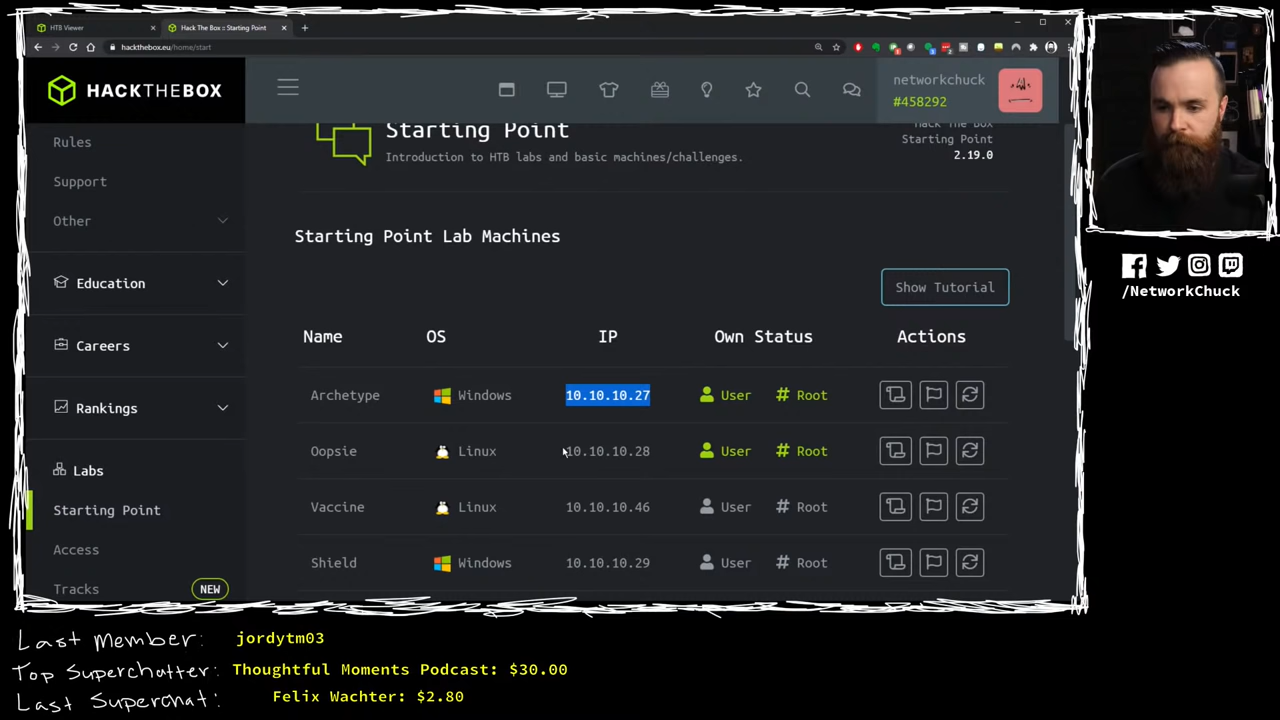 HTB Viewer
Hack The Box :: Starting Point
hackthebox.eu/home/start
HACKTHEBOX
networkchuck
#458292
Rules
Support
Other
Education
Careers
Rankings
Labs
Starting Point
Access
Tracks
NEW
Starting Point
Introduction to HTB labs and basic machines/challenges.
Hack The Box
Starting Point
2.19.0
Starting Point Lab Machines
Show Tutorial
Name OS IP Own Status Actions
Archetype Windows 10.10.10.27 User # Root
Oopsie Linux 10.10.10.28 User # Root
Vaccine Linux 10.10.10.46 User # Root
Shield Windows 10.10.10.29 User # Root
/NetworkChuck
Last Member: jordytm03
Top Superchatter: Thoughtful Moments Podcast: $30.00
Last Superchat: Felix Wachter: $2.80